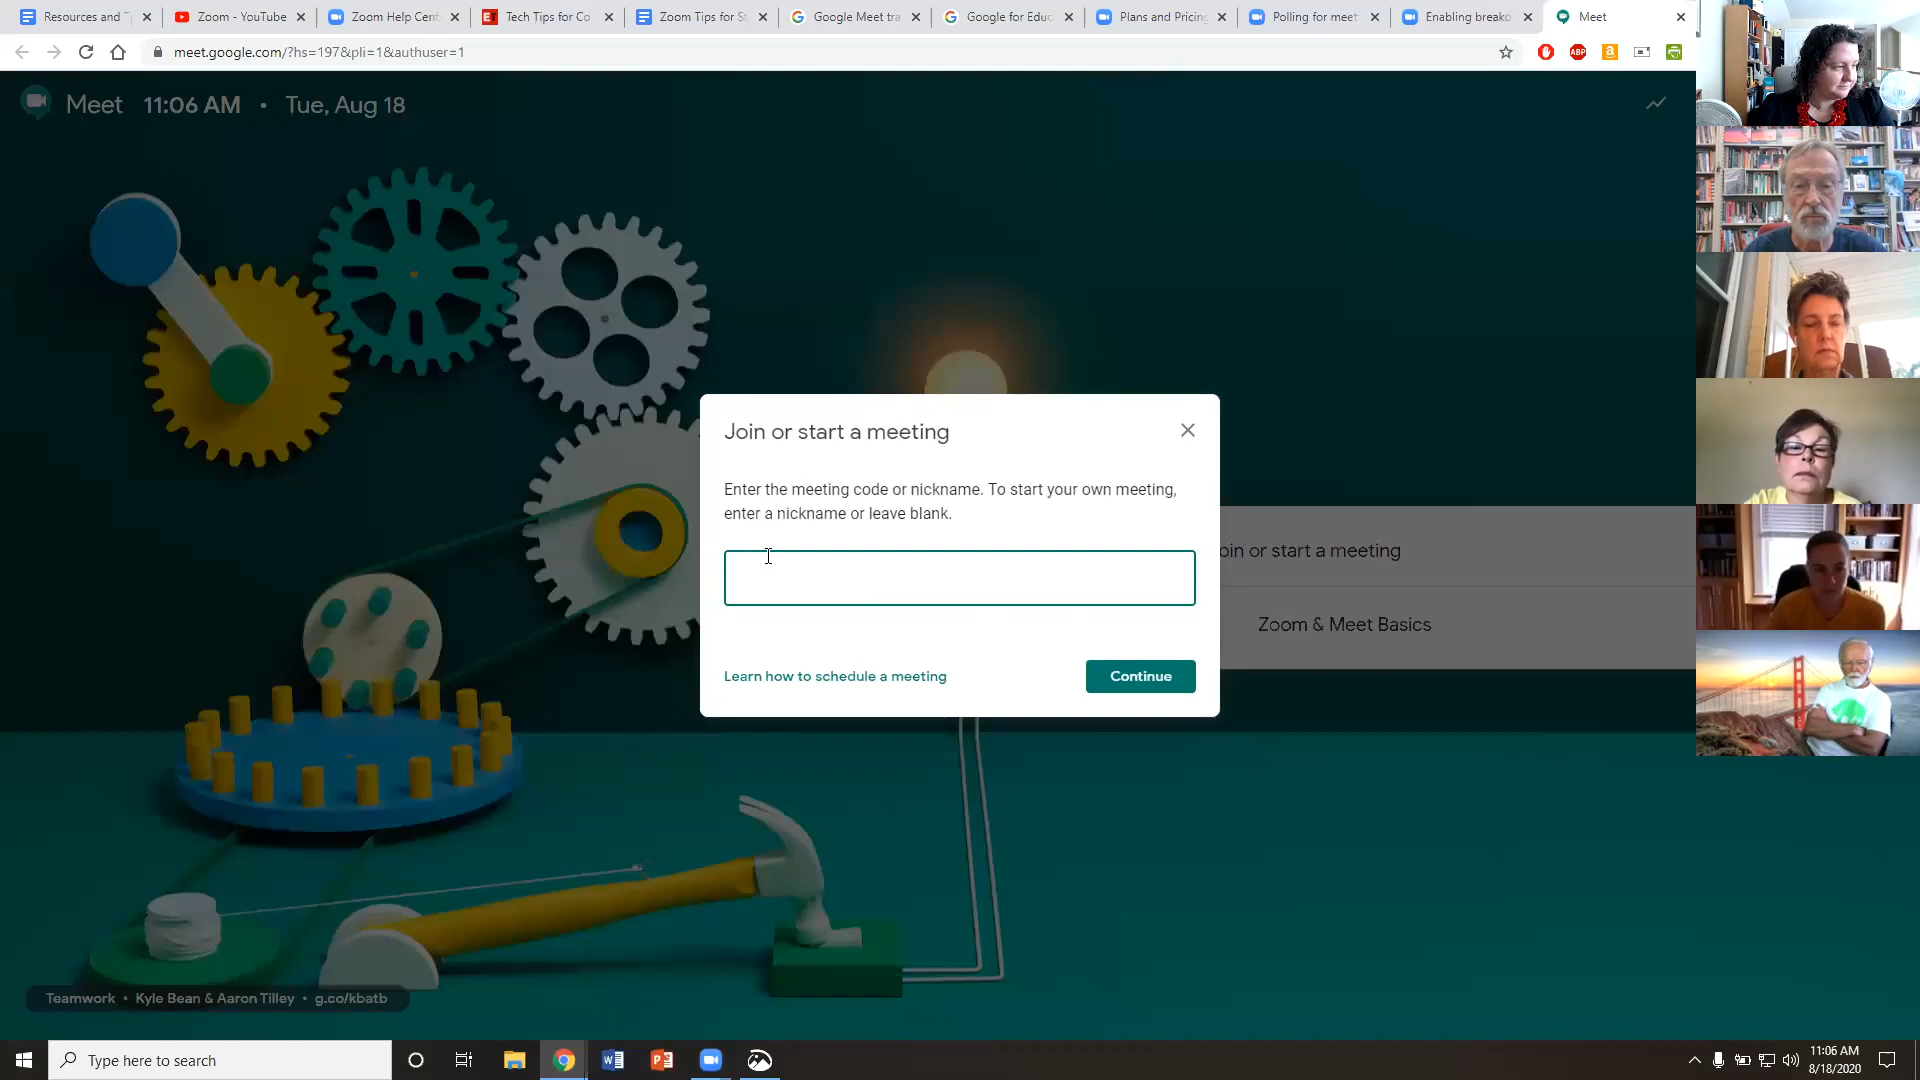 Resources and T
Zoom - YouTube
Zoom Help Cent
Tech Tips for Co
Zoom Tips for St
Google Meet tra
Google for Educ
Plans and Pricing
Polling for meet
Enabling breako
Meet
meet.google.com/?hs=197&pli=1&authuser=1
ABP
Meet 11:06 AM • Tue, Aug 18
Join or start a meeting
Enter the meeting code or nickname. To start your own meeting,
enter a nickname or leave blank.
Learn how to schedule a meeting
Continue
oin or start a meeting
Zoom & Meet Basics
Teamwork • Kyle Bean & Aaron Tilley • g.co/kbatb
Type here to search
11:06 AM
8/18/2020